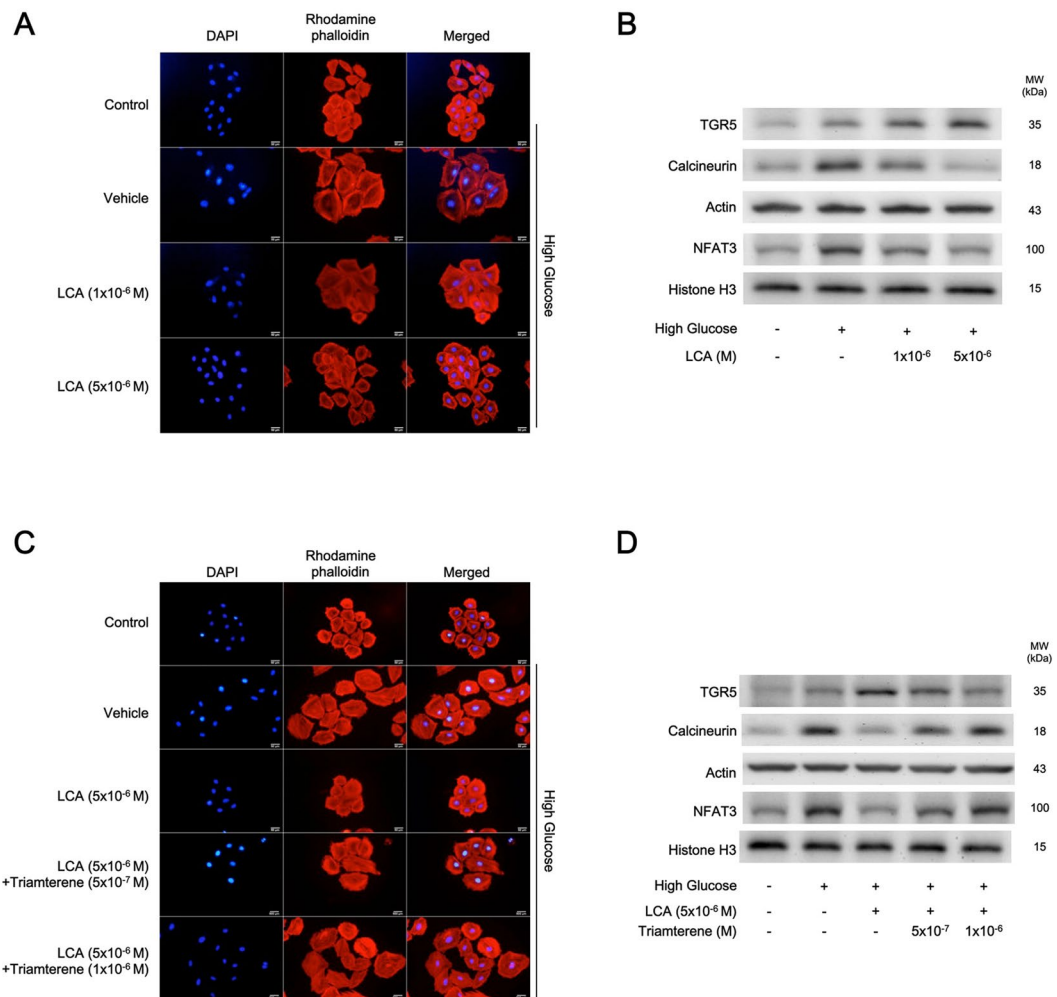 A
DAPI
Rhodamine
phalloidin
Merged
Control
Vehicle
LCA (1x10⁻⁶ M)
LCA (5x10⁻⁶ M)
High Glucose
B
MW
(kDa)
TGR5
35
Calcineurin
18
Actin
43
NFAT3
100
Histone H3
15
High Glucose - + + +
LCA (M) - - 1x10⁻⁶ 5x10⁻⁶
C
DAPI
Rhodamine
phalloidin
Merged
Control
Vehicle
LCA (5x10⁻⁶ M)
LCA (5x10⁻⁶ M)
+Triamterene (5x10⁻⁷ M)
LCA (5x10⁻⁶ M)
+Triamterene (1x10⁻⁶ M)
High Glucose
D
MW
(kDa)
TGR5
35
Calcineurin
18
Actin
43
NFAT3
100
Histone H3
15
High Glucose - + + + +
LCA (5x10⁻⁶ M) - - + + +
Triamterene (M) - - - 5x10⁻⁷ 1x10⁻⁶